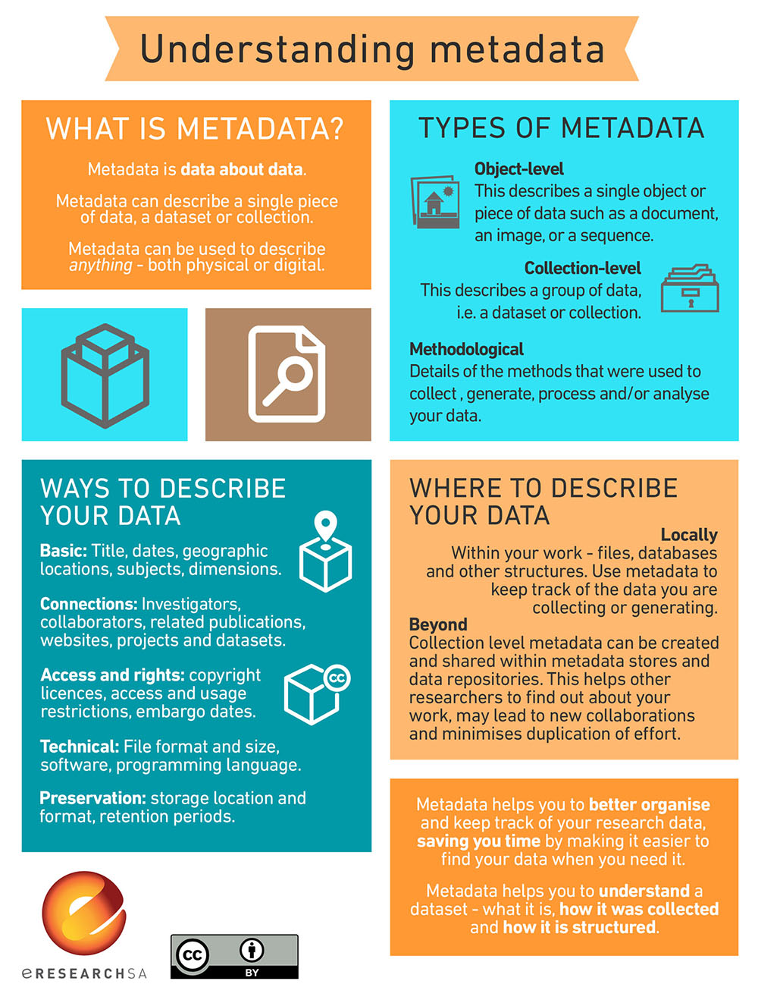 Understanding metadata
WHAT IS METADATA?
Metadata is data about data.
Metadata can describe a single piece
of data, a dataset or collection.
Metadata can be used to describe
anything - both physical or digital.
TYPES OF METADATA
Object-level
This describes a single object or
piece of data such as a document,
an image, or a sequence.
Collection-level
This describes a group of data,
i.e. a dataset or collection.
Methodological
Details of the methods that were used to
collect , generate, process and/or analyse
your data.
WAYS TO DESCRIBE
YOUR DATA
Basic: Title, dates, geographic
locations, subjects, dimensions.
Connections: Investigators,
collaborators, related publications,
websites, projects and datasets.
Access and rights: copyright
licences, access and usage
restrictions, embargo dates.
cc
Technical: File format and size,
software, programming language.
Preservation: storage location and
format, retention periods.
WHERE TO DESCRIBE
YOUR DATA
Locally
Within your work - files, databases
and other structures. Use metadata to
keep track of the data you are
collecting or generating.
Beyond
Collection level metadata can be created
and shared within metadata stores and
data repositories. This helps other
researchers to find out about your
work, may lead to new collaborations
and minimises duplication of effort.
Metadata helps you to better organise
and keep track of your research data,
saving you time by making it easier to
find your data when you need it.
Metadata helps you to understand a
dataset - what it is, how it was collected
and how it is structured.
eRESEARCHSA
cc
BY